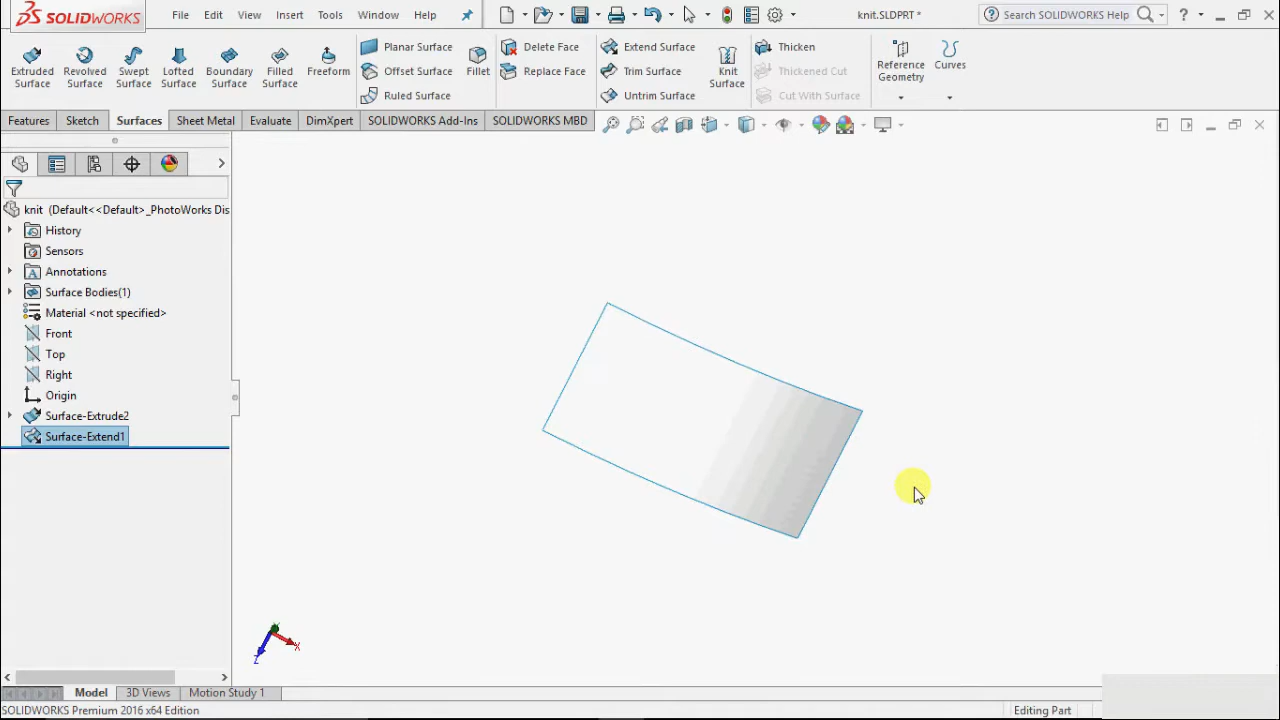 SOLIDWORKS File Edit View Insert Tools Window Help knit.SLDPRT * Search SOLIDWORKS Help ?
Extruded Surface
Revolved Surface
Swept Surface
Lofted Surface
Boundary Surface
Filled Surface
Freeform
Planar Surface
Offset Surface
Ruled Surface
Fillet
Delete Face
Replace Face
Extend Surface
Trim Surface
Untrim Surface
Knit Surface
Thicken
Thickened Cut
Cut With Surface
Reference Geometry
Curves
Features Sketch Surfaces Sheet Metal Evaluate DimXpert SOLIDWORKS Add-Ins SOLIDWORKS MBD
knit (Default<<Default>_PhotoWorks Dis
History
Sensors
Annotations
Surface Bodies(1)
Material <not specified>
Front
Top
Right
Origin
Surface-Extrude2
Surface-Extend1
X
Z
Model 3D Views Motion Study 1
SOLIDWORKS Premium 2016 x64 Edition Editing Part